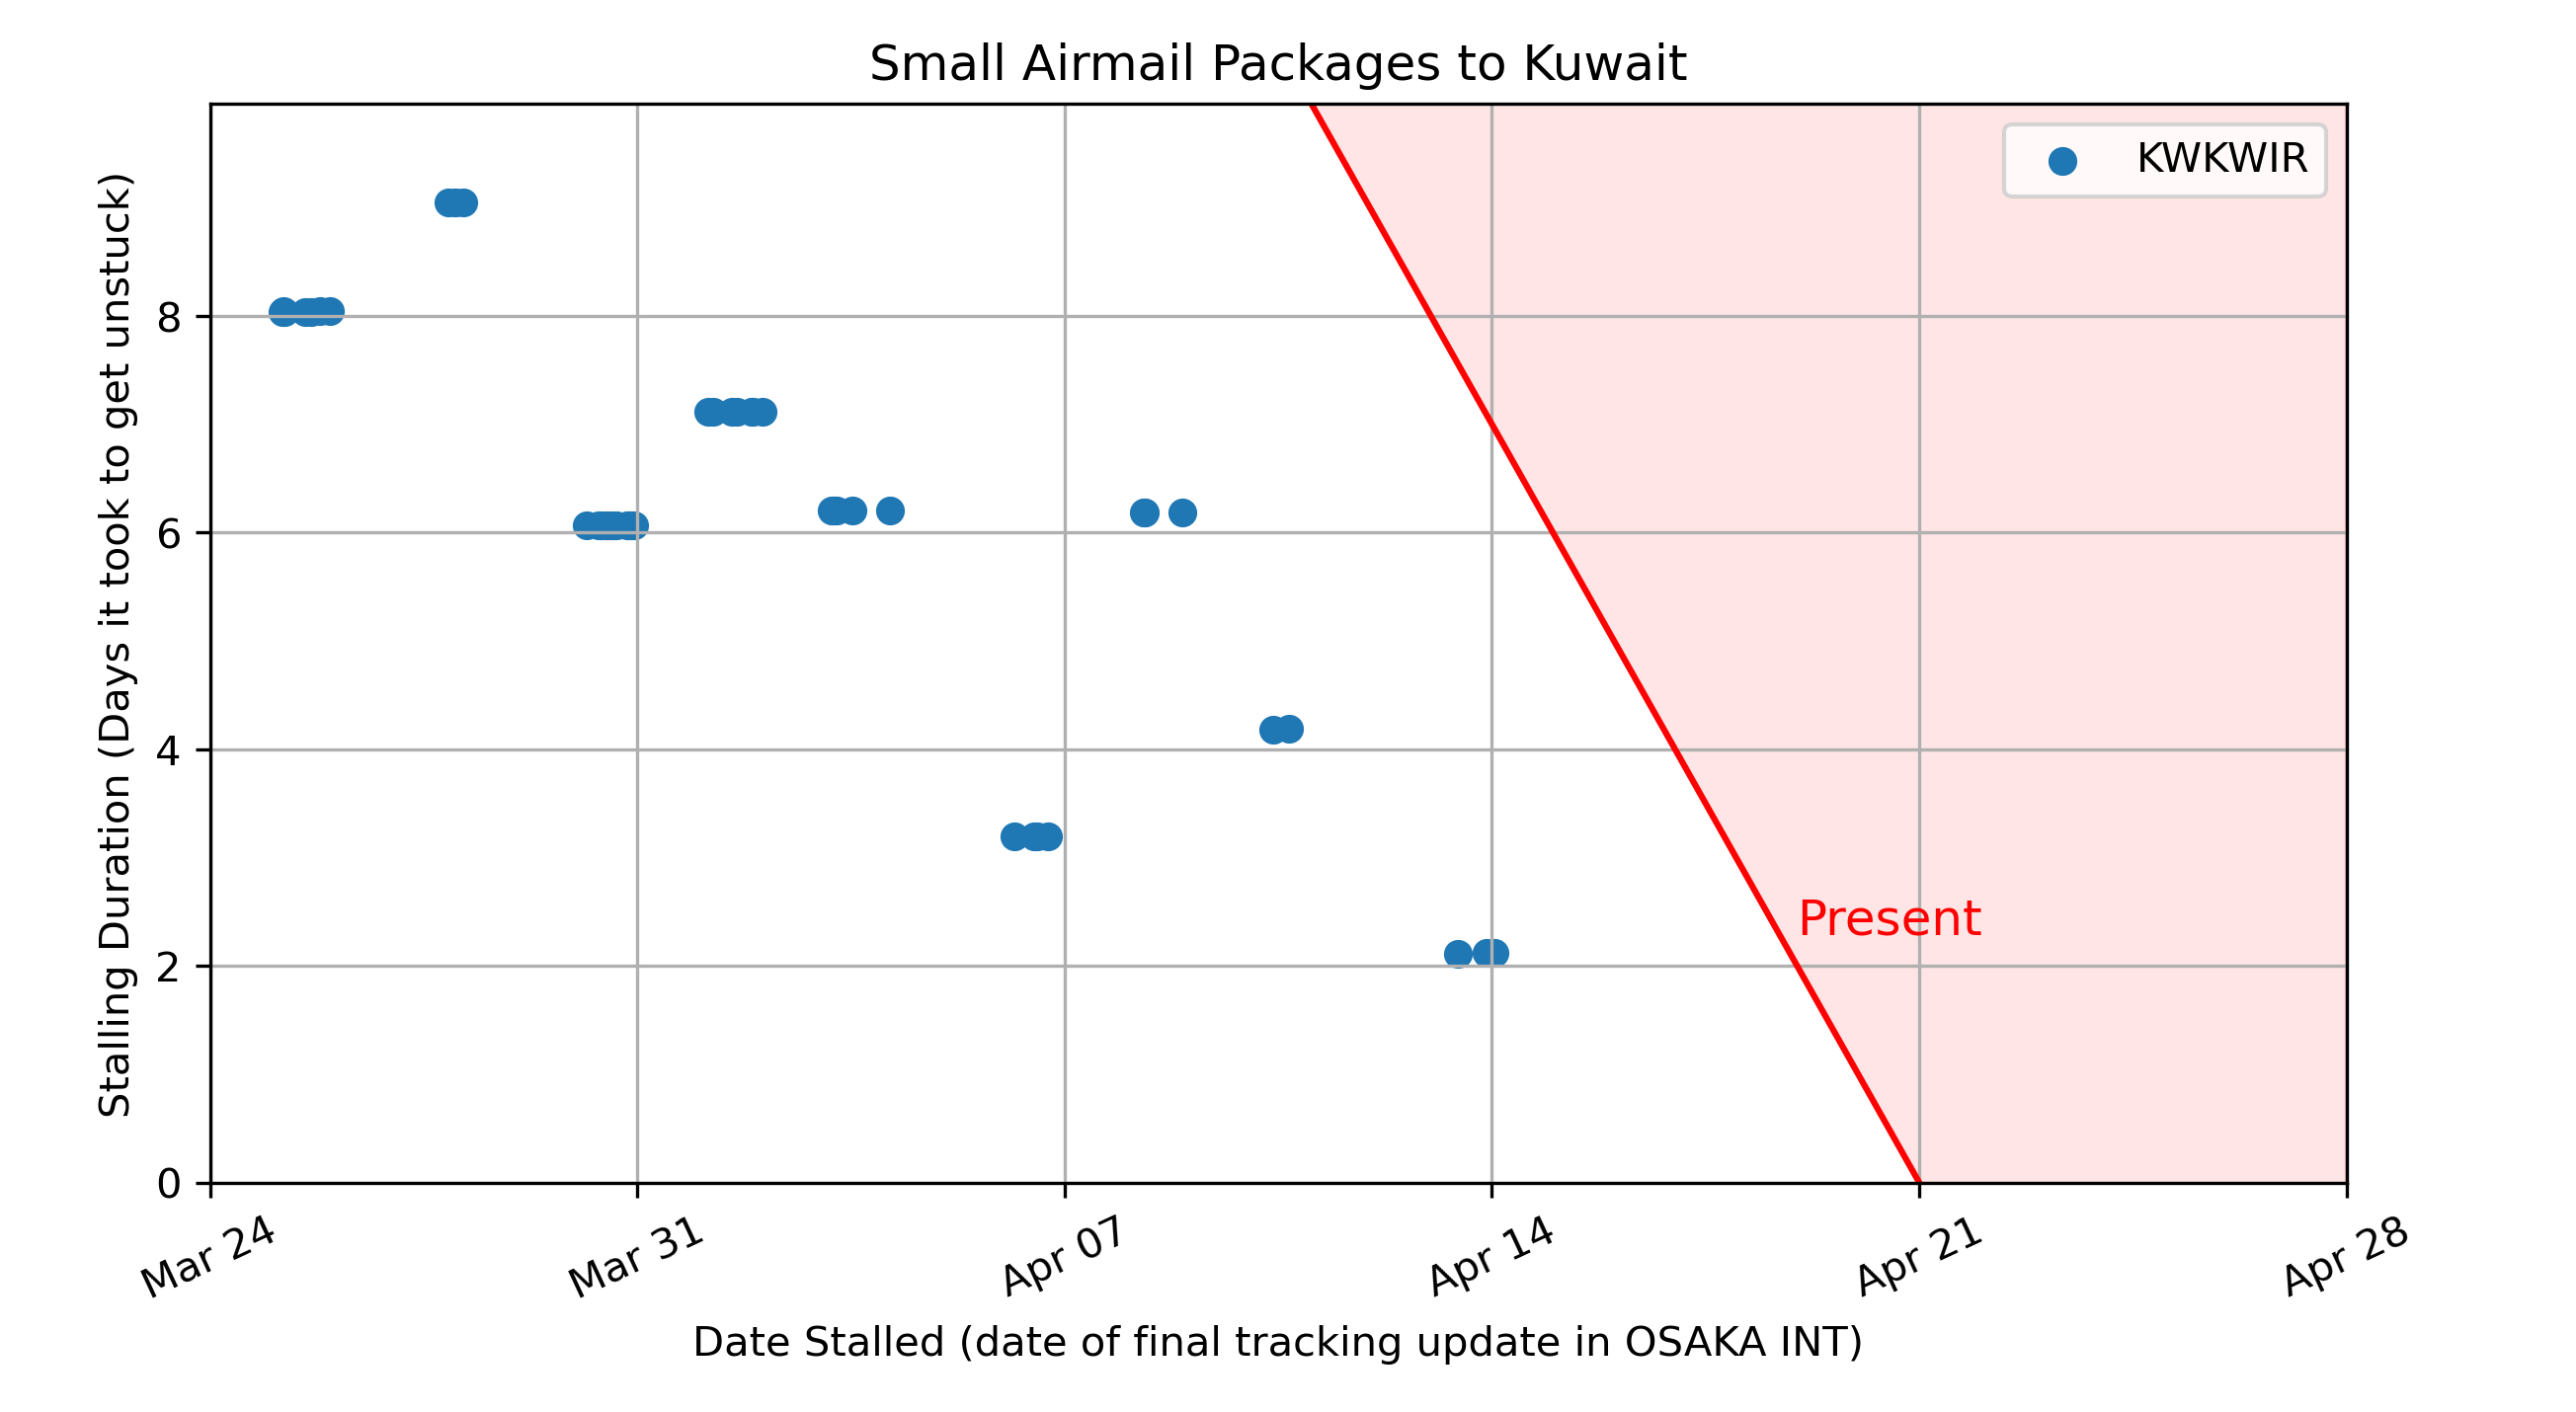 Small Airmail Packages to Kuwait
KWKWIR
Stalling Duration (Days it took to get unstuck)
8
6
4
2
0
Present
Mar 24
Mar 31
Apr 07
Apr 14
Apr 21
Apr 28
Date Stalled (date of final tracking update in OSAKA INT)